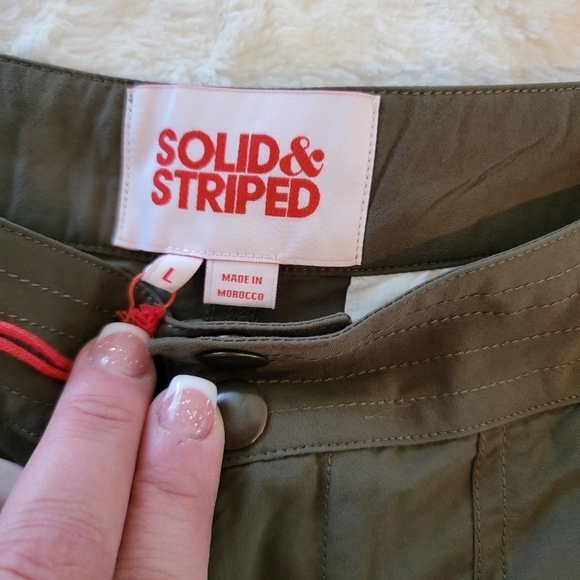 SOLID&
STRIPED
L
MADE IN
MOROCCO